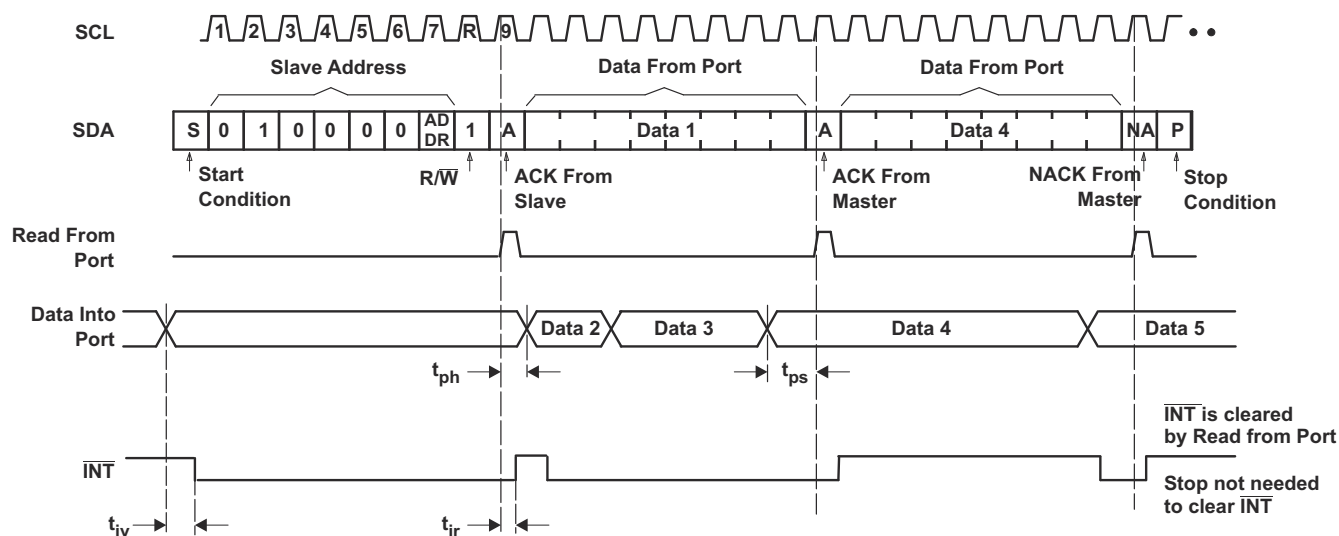 SCL
1 2 3 4 5 6 7 R 9
Slave Address
Data From Port
Data From Port
SDA
S 0 1 0 0 0 0 AD DR 1 A Data 1 A Data 4 NA P
Start
Condition
R/W
ACK From
Slave
ACK From
Master
NACK From
Master
Stop
Condition
Read From
Port
Data Into
Port
Data 2
Data 3
Data 4
Data 5
tph
tps
INT is cleared
by Read from Port
INT
Stop not needed
to clear INT
tiv
tir